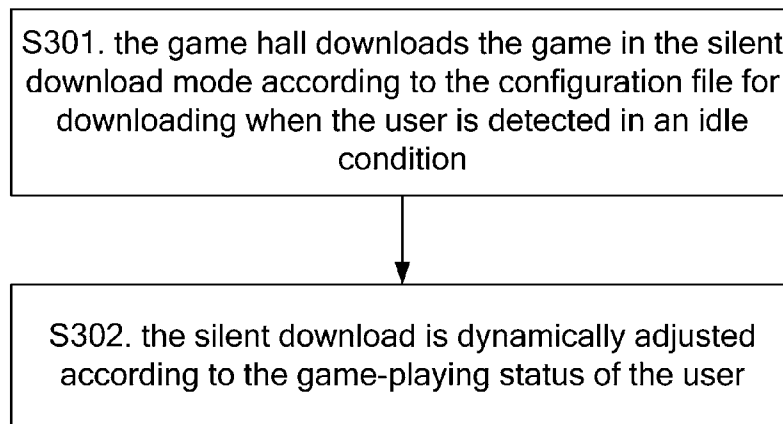 S301. the game hall downloads the game in the silent
download mode according to the configuration file for
downloading when the user is detected in an idle
condition
S302. the silent download is dynamically adjusted
according to the game-playing status of the user